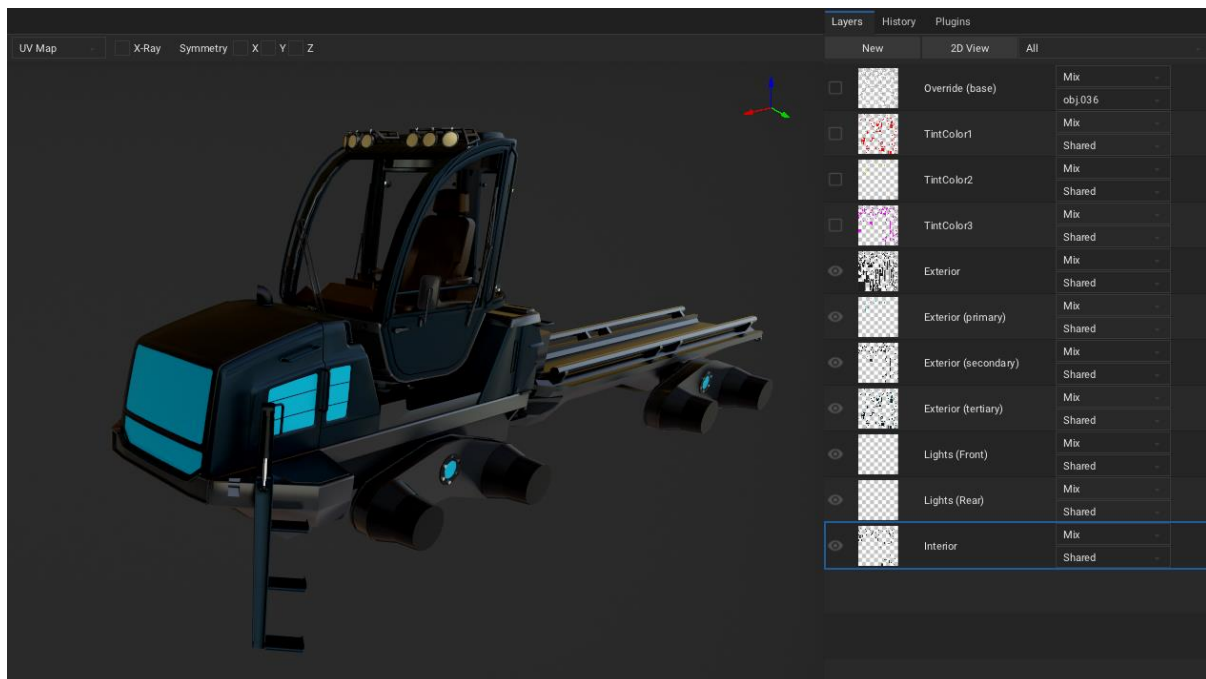 Layers History Plugins
UV Map X-Ray Symmetry X Y Z
New 2D View All
Override (base) Mix
obj.036
TintColor1 Mix
Shared
TintColor2 Mix
Shared
TintColor3 Mix
Shared
Exterior Mix
Shared
Exterior (primary) Mix
Shared
Exterior (secondary) Mix
Shared
Exterior (tertiary) Mix
Shared
Lights (Front) Mix
Shared
Lights (Rear) Mix
Shared
Interior Mix
Shared